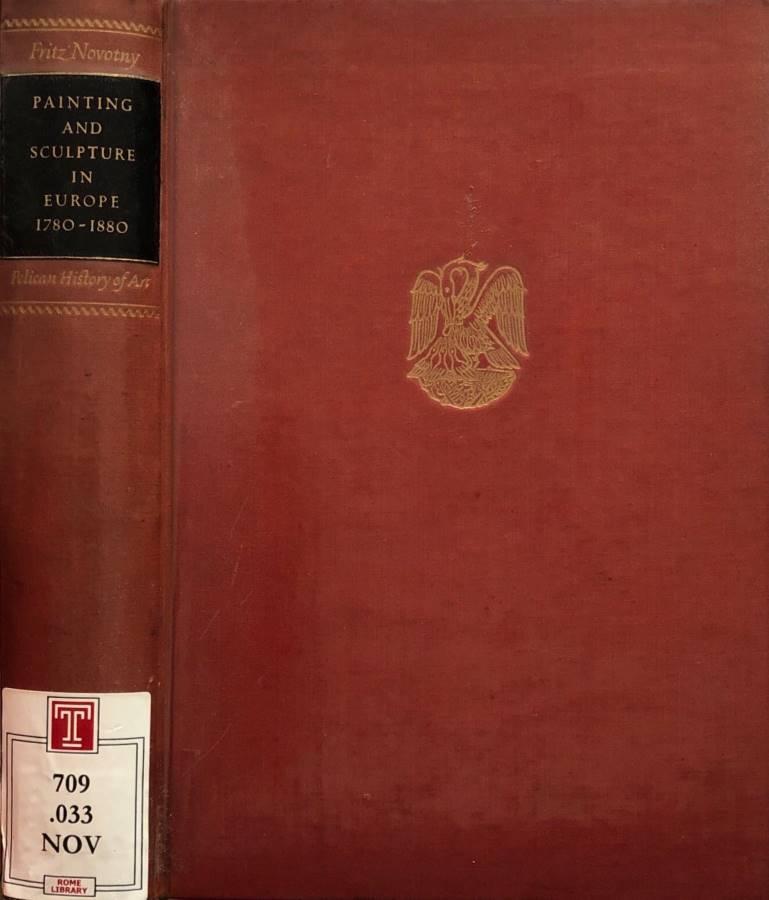 Fritz Novotny
PAINTING
AND
SCULPTURE
IN
EUROPE
1780-1880
Pelican History of Art
T
709
.033
NOV
ROME
LIBRARY